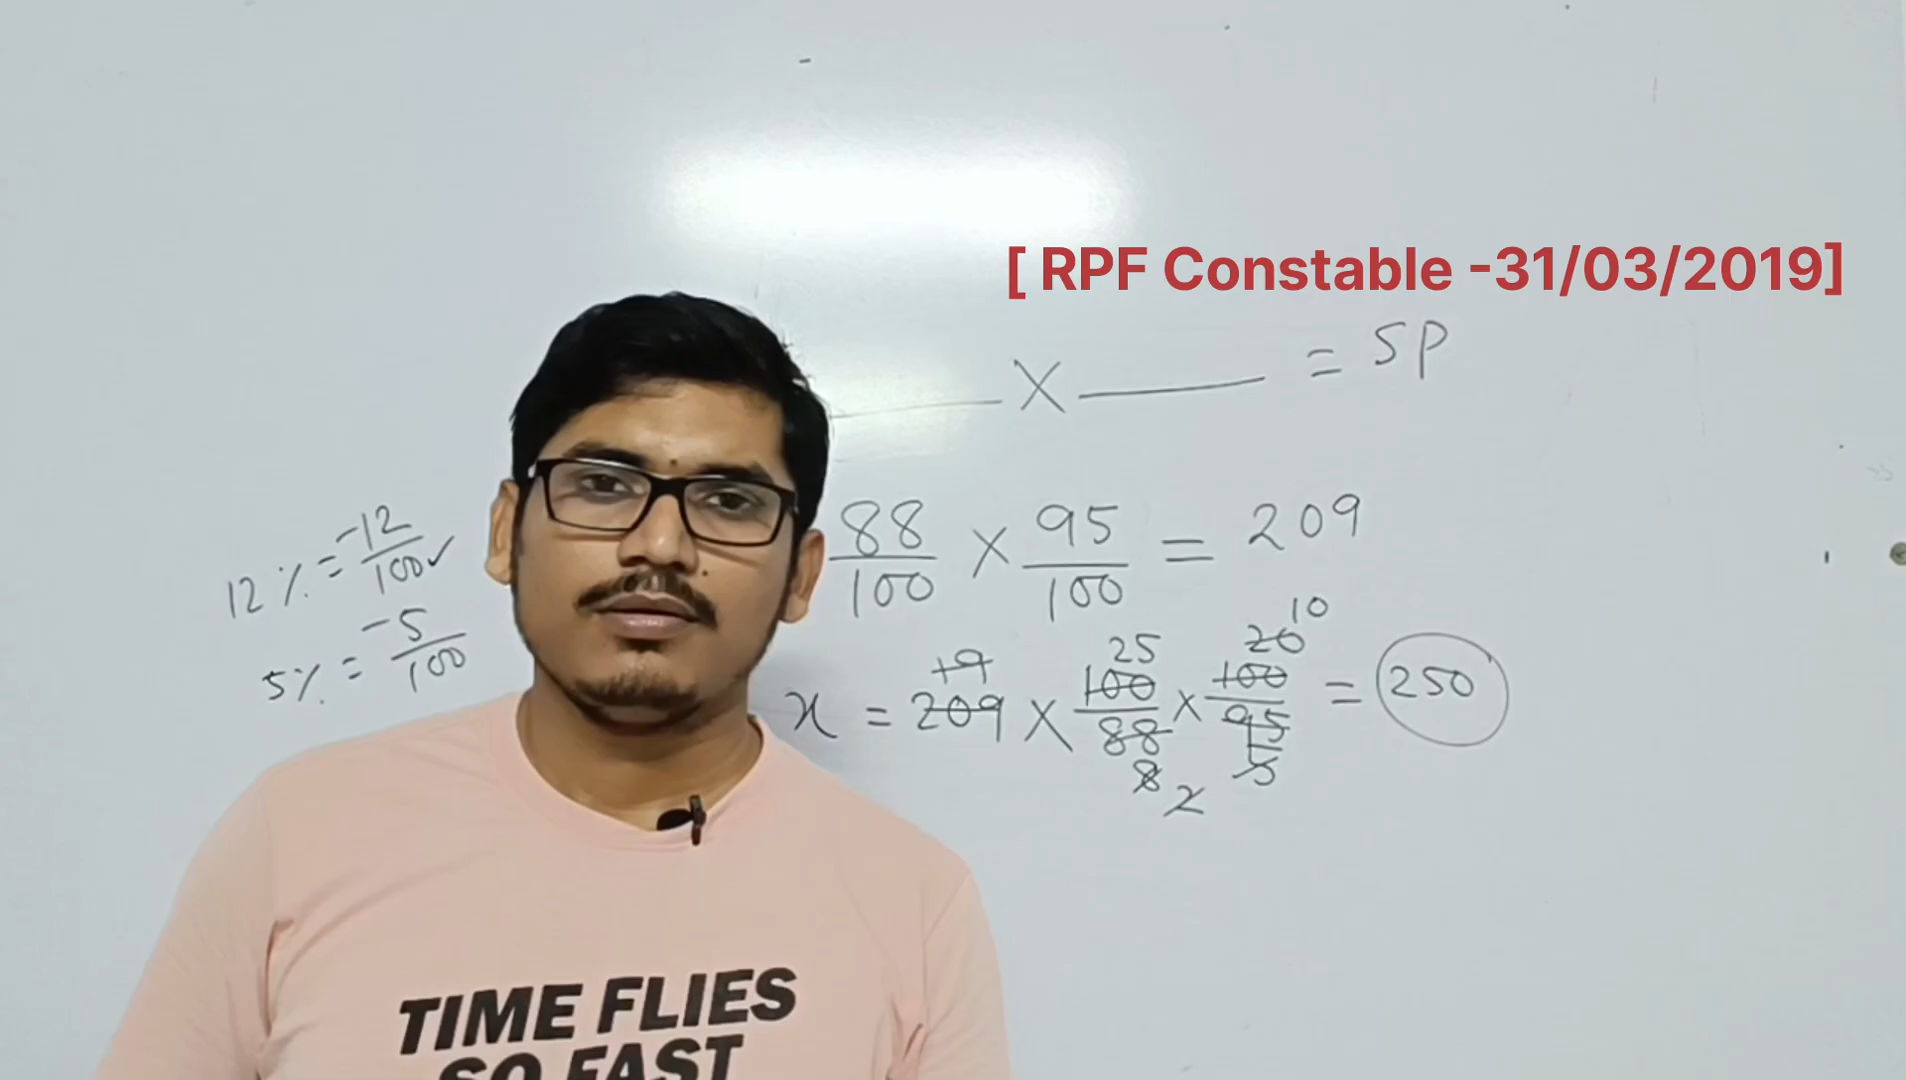 [ RPF Constable -31/03/2019]
X = SP
12 % = -12/100 ✓
5% = -5/100
88/100 × 95/100 = 209
19 25 20 10
x = 209 × 100/88 × 100/95 = 250
8 2 5
TIME FLIES
SO FAST